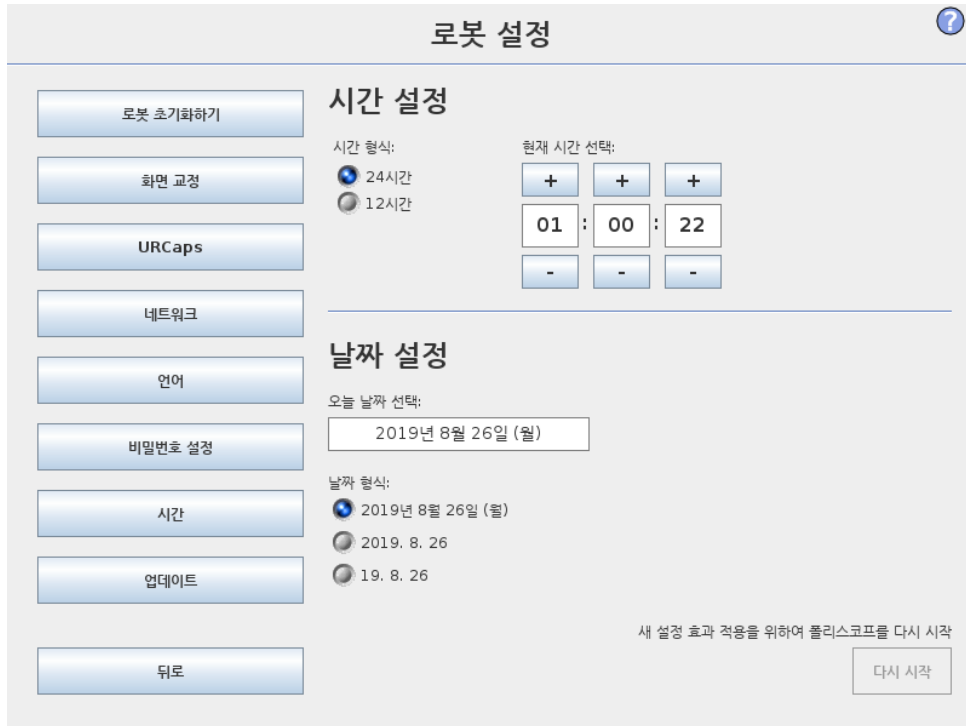 로봇 설정
?
로봇 초기화하기
화면 교정
URCaps
네트워크
언어
비밀번호 설정
시간
업데이트
뒤로
시간 설정
시간 형식:
24시간
12시간
현재 시간 선택:
+ + +
01 : 00 : 22
- - -
날짜 설정
오늘 날짜 선택:
2019년 8월 26일 (월)
날짜 형식:
2019년 8월 26일 (월)
2019. 8. 26
19. 8. 26
새 설정 효과 적용을 위하여 폴리스코프를 다시 시작
다시 시작